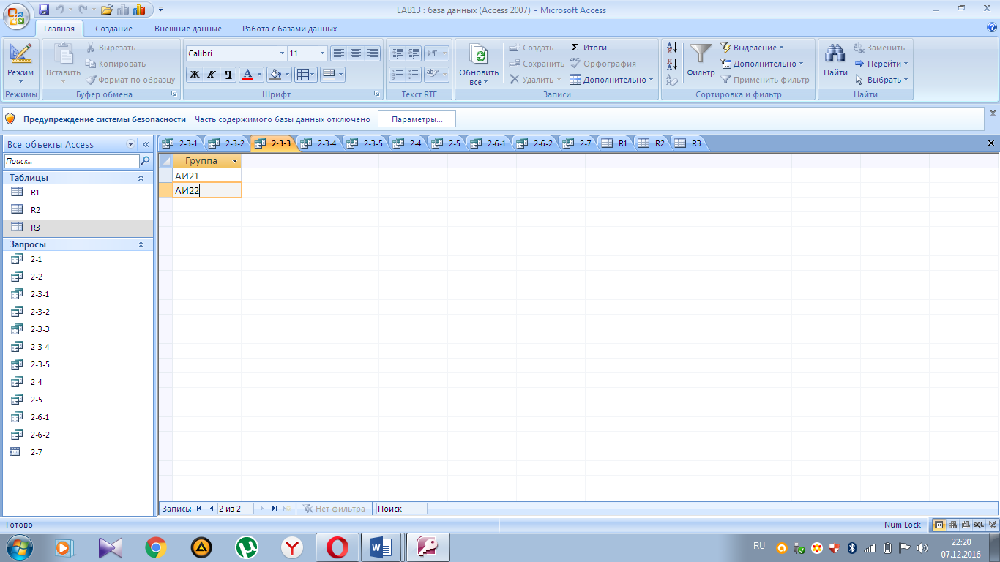 LAB13 : база данных (Access 2007) - Microsoft Access
Главная Создание Внешние данные Работа с базами данных
Режим
Режимы
Вставить
Вырезать
Копировать
Формат по образцу
Буфер обмена
Calibri 11
Ж К Ч А
Шрифт
Текст RTF
Обновить все
Создать
Сохранить
Удалить
Итоги
Орфография
Дополнительно
Записи
Фильтр
Выделение
Дополнительно
Применить фильтр
Сортировка и фильтр
Найти
Заменить
Перейти
Выбрать
Найти
Предупреждение системы безопасности Часть содержимого базы данных отключено Параметры...
Все объекты Access
Поиск...
Таблицы
R1
R2
R3
Запросы
2-1
2-2
2-3-1
2-3-2
2-3-3
2-3-4
2-3-5
2-4
2-5
2-6-1
2-6-2
2-7
2-3-1 2-3-2 2-3-3 2-3-4 2-3-5 2-4 2-5 2-6-1 2-6-2 2-7 R1 R2 R3
Группа
АИ21
АИ22
Запись: 2 из 2 Нет фильтра Поиск
Готово Num Lock SQL
RU 22:20
07.12.2016